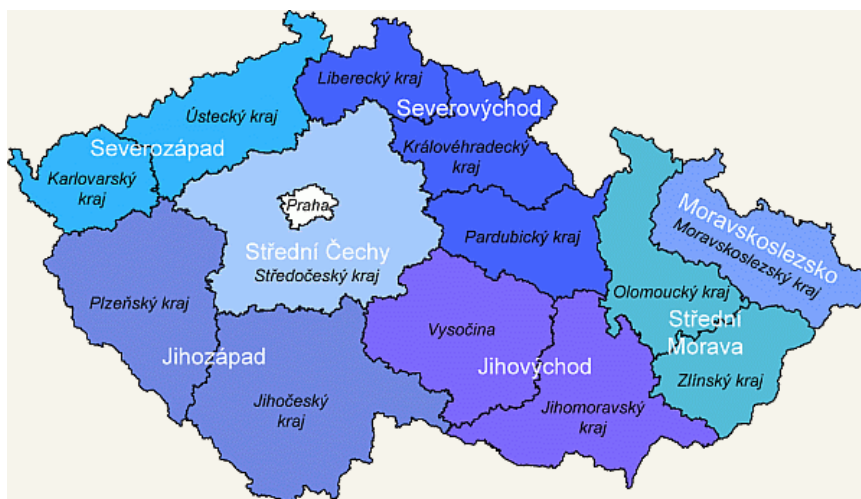 Liberecký kraj
Severovýchod
Ústecký kraj
Severozápad
Královéhradecký
kraj
Karlovarský
kraj
Praha
Moravskoslezsko
Moravskoslezský kraj
Pardubický kraj
Střední Čechy
Středočeský kraj
Plzeňský kraj
Olomoucký kraj
Střední
Morava
Vysočina
Jihozápad
Jihovýchod
Zlínský kraj
Jihočeský
kraj
Jihomoravský
kraj